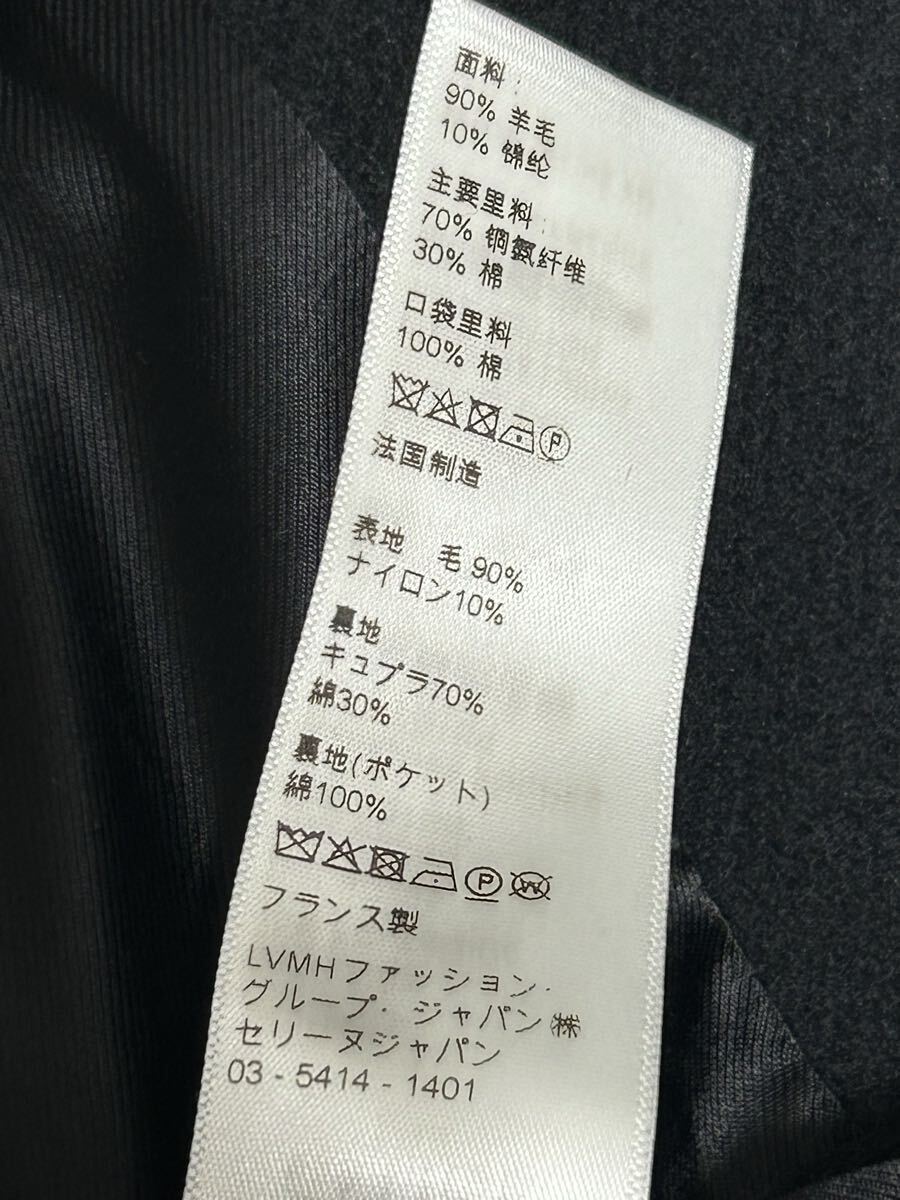 面料:
90% 羊毛
10% 锦纶
主要里料:
70% 铜氨纤维
30% 棉
口袋里料
100% 棉
P
法国制造
表地 毛 90%
ナイロン10%
裏地
キュプラ70%
綿30%
裏地(ポケット)
綿100%
P W
フランス製
LVMHファッション・
グループ・ジャパン㈱
セリーヌジャパン
03 - 5414 - 1401